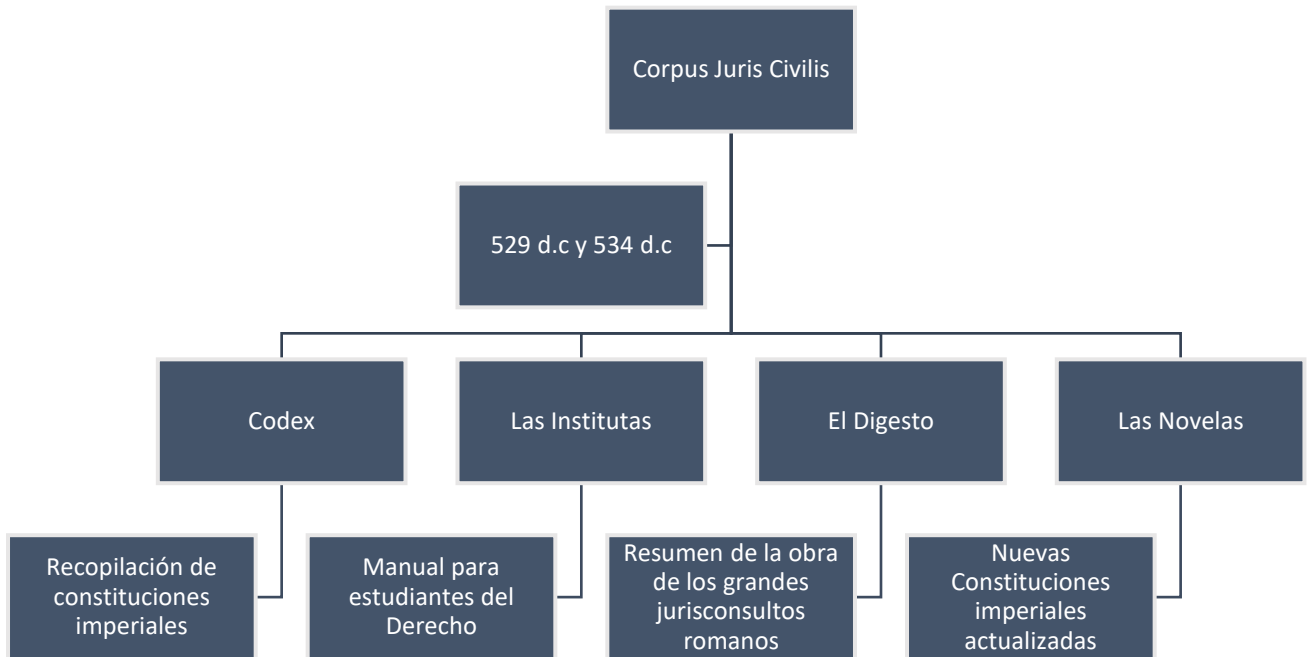 Corpus Juris Civilis
529 d.c y 534 d.c
Codex
Las Institutas
El Digesto
Las Novelas
Recopilación de
constituciones
imperiales
Manual para
estudiantes del
Derecho
Resumen de la obra
de los grandes
jurisconsultos
romanos
Nuevas
Constituciones
imperiales
actualizadas